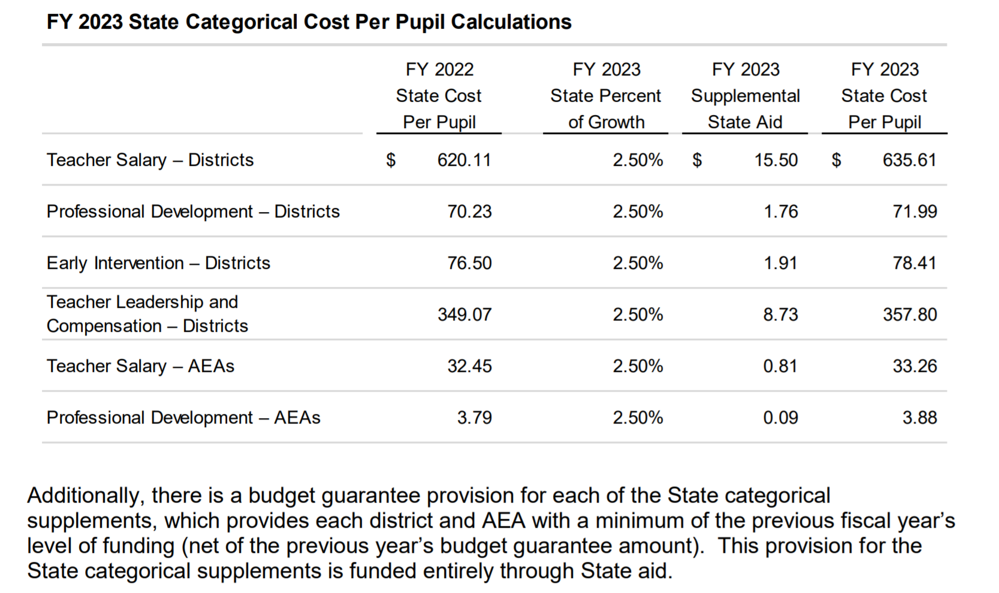 FY 2023 State Categorical Cost Per Pupil Calculations
FY 2022 FY 2023 FY 2023 FY 2023
State Cost State Percent Supplemental State Cost
Per Pupil of Growth State Aid Per Pupil
Teacher Salary – Districts $ 620.11 2.50% $ 15.50 $ 635.61
Professional Development – Districts 70.23 2.50% 1.76 71.99
Early Intervention – Districts 76.50 2.50% 1.91 78.41
Teacher Leadership and
Compensation – Districts 349.07 2.50% 8.73 357.80
Teacher Salary – AEAs 32.45 2.50% 0.81 33.26
Professional Development – AEAs 3.79 2.50% 0.09 3.88
Additionally, there is a budget guarantee provision for each of the State categorical
supplements, which provides each district and AEA with a minimum of the previous fiscal year’s
level of funding (net of the previous year’s budget guarantee amount).  This provision for the
State categorical supplements is funded entirely through State aid.